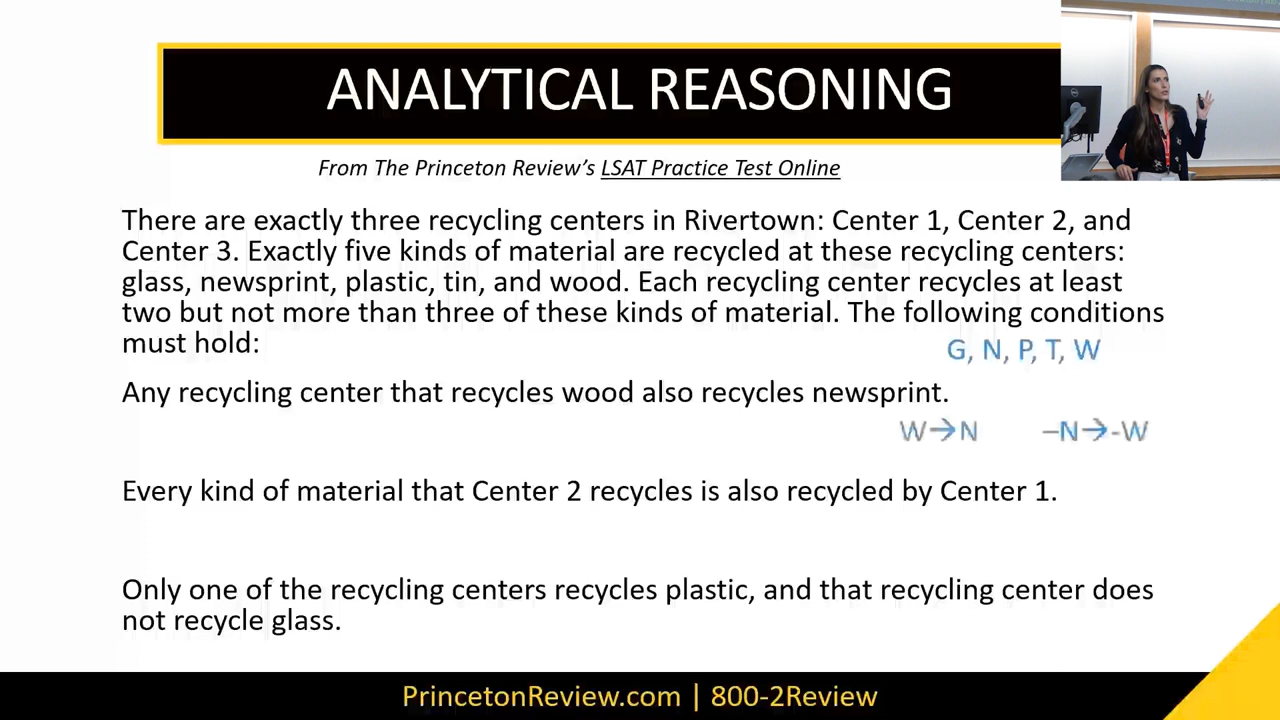 ANALYTICAL REASONING
From The Princeton Review's LSAT Practice Test Online
There are exactly three recycling centers in Rivertown: Center 1, Center 2, and
Center 3. Exactly five kinds of material are recycled at these recycling centers:
glass, newsprint, plastic, tin, and wood. Each recycling center recycles at least
two but not more than three of these kinds of material. The following conditions
must hold:
G, N, P, T, W
Any recycling center that recycles wood also recycles newsprint.
W→N –N→-W
Every kind of material that Center 2 recycles is also recycled by Center 1.
Only one of the recycling centers recycles plastic, and that recycling center does
not recycle glass.
PrincetonReview.com | 800-2Review